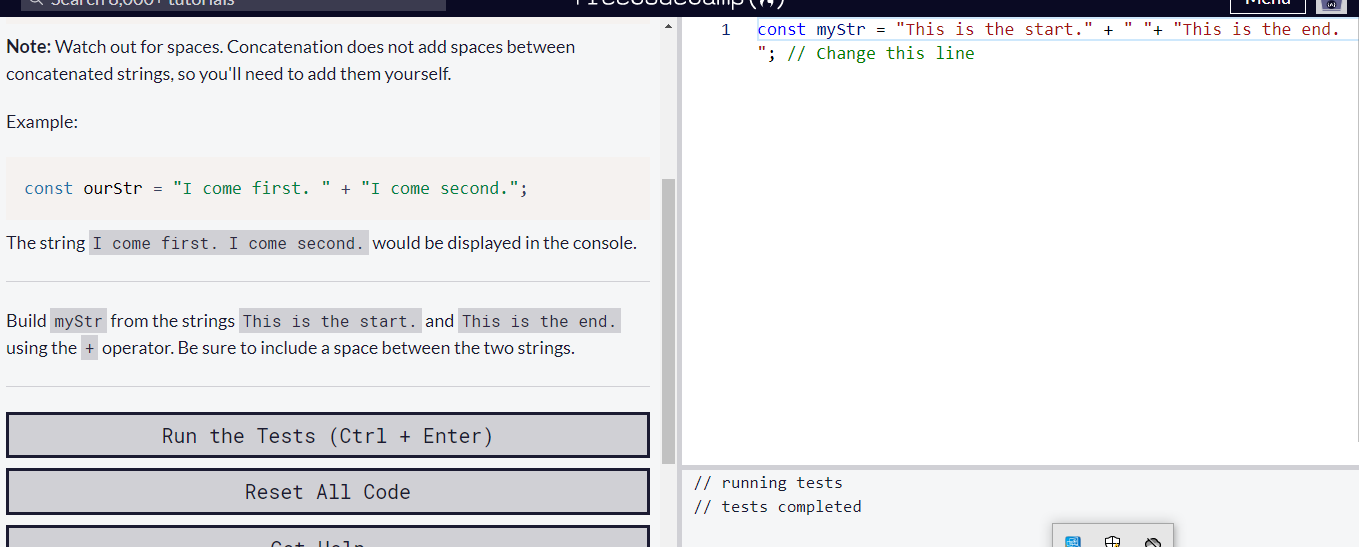 Search 8,000+ tutorials
freeCodeCamp
Menu
Note: Watch out for spaces. Concatenation does not add spaces between
concatenated strings, so you'll need to add them yourself.
Example:
const ourStr = "I come first. " + "I come second.";
The string I come first. I come second. would be displayed in the console.
Build myStr from the strings This is the start. and This is the end.
using the + operator. Be sure to include a space between the two strings.
Run the Tests (Ctrl + Enter)
Reset All Code
Get Help
1 const myStr = "This is the start." + " "+ "This is the end.
"; // Change this line
// running tests
// tests completed